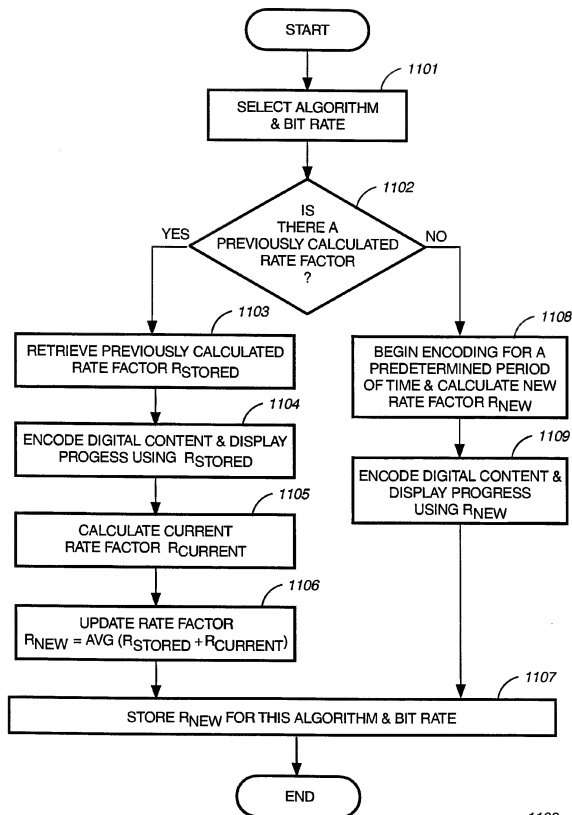 START
1101
SELECT ALGORITHM
& BIT RATE
1102
IS
THERE A
PREVIOUSLY CALCULATED
RATE FACTOR
?
YES
NO
1103
RETRIEVE PREVIOUSLY CALCULATED
RATE FACTOR RSTORED
1104
ENCODE DIGITAL CONTENT & DISPLAY
PROGESS USING RSTORED
1105
CALCULATE CURRENT
RATE FACTOR RCURRENT
1106
UPDATE RATE FACTOR
RNEW = AVG (RSTORED + RCURRENT)
1108
BEGIN ENCODING FOR A
PREDETERMINED PERIOD
OF TIME & CALCULATE NEW
RATE FACTOR RNEW
1109
ENCODE DIGITAL CONTENT &
DISPLAY PROGRESS
USING RNEW
1107
STORE RNEW FOR THIS ALGORITHM & BIT RATE
END